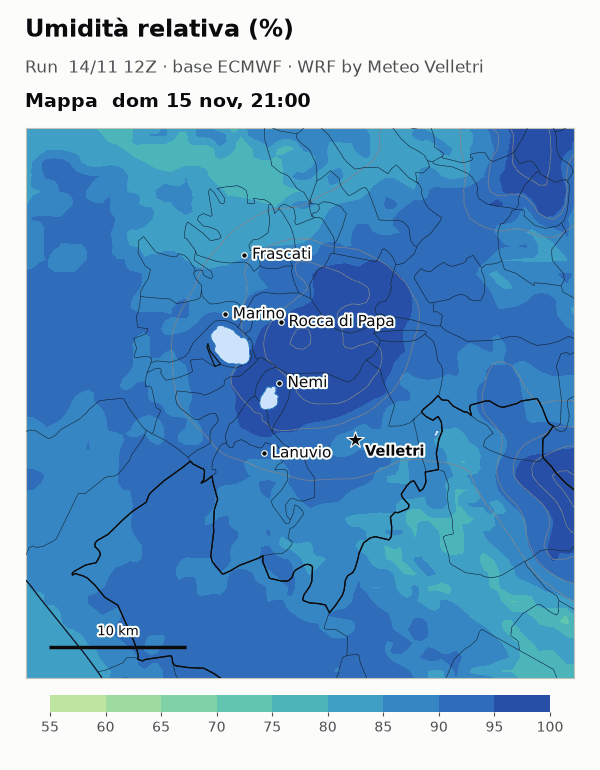 Umidità relativa (%)
Run  14/11 12Z · base ECMWF · WRF by Meteo Velletri
Mappa  dom 15 nov, 21:00
Frascati
Marino
Rocca di Papa
Nemi
Velletri
Lanuvio
10 km
55 60 65 70 75 80 85 90 95 100